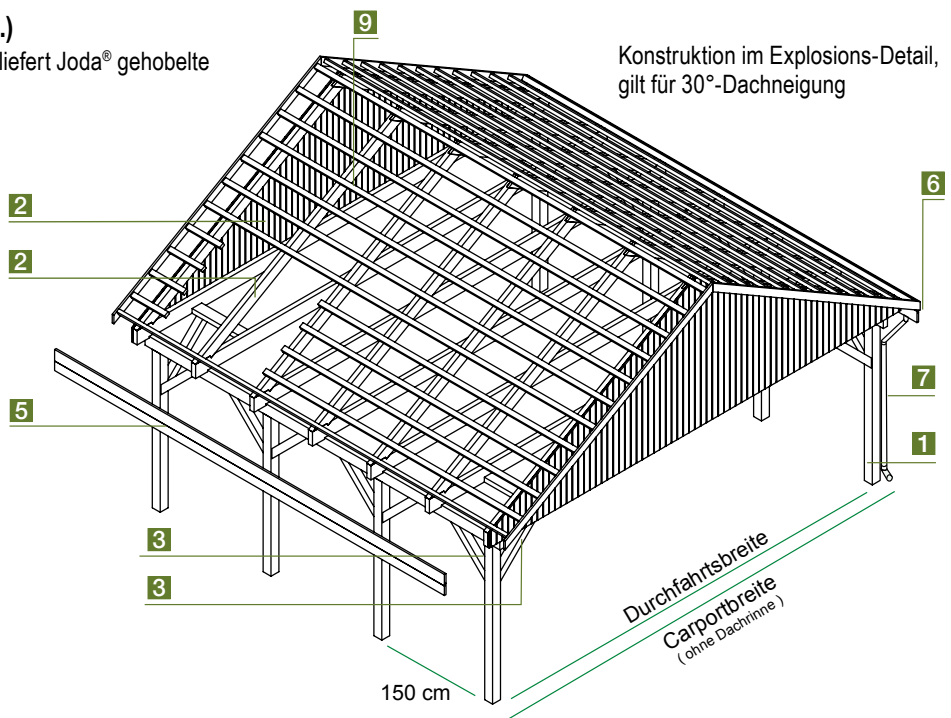 .)
liefert Joda® gehobelte
9
Konstruktion im Explosions-Detail,
gilt für 30°-Dachneigung
6
2
2
7
5
1
3
3
Durchfahrtsbreite
Carportbreite
( ohne Dachrinne )
150 cm